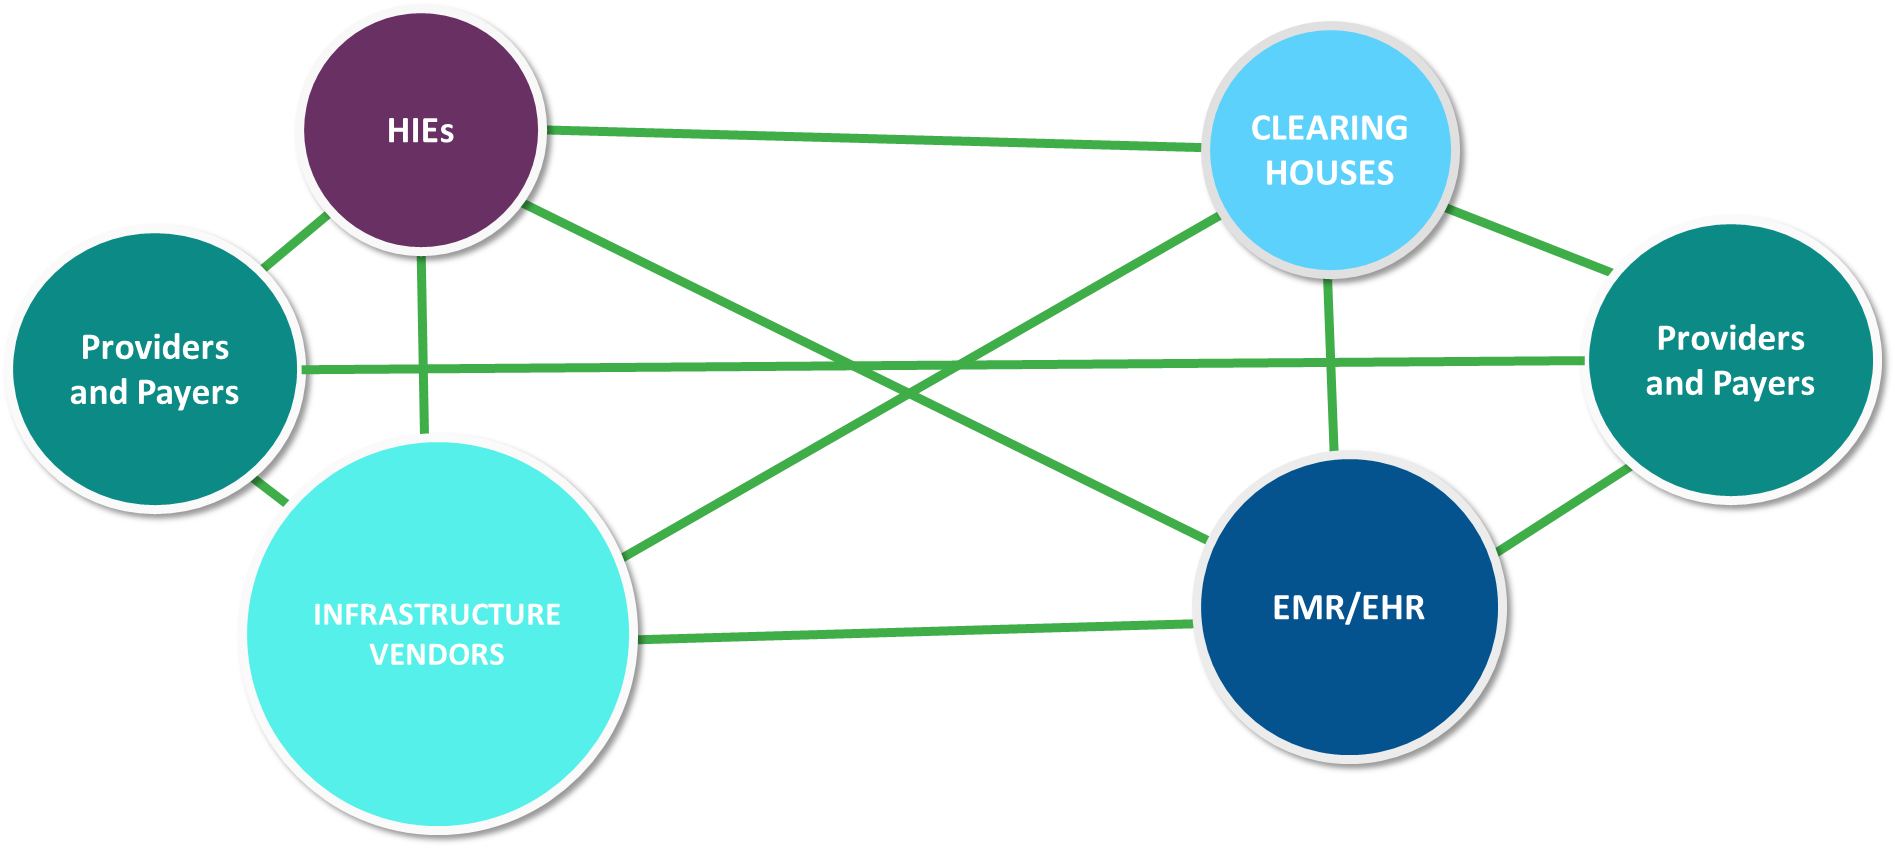 HIEs
CLEARING
HOUSES
Providers
and Payers
Providers
and Payers
INFRASTRUCTURE
VENDORS
EMR/EHR